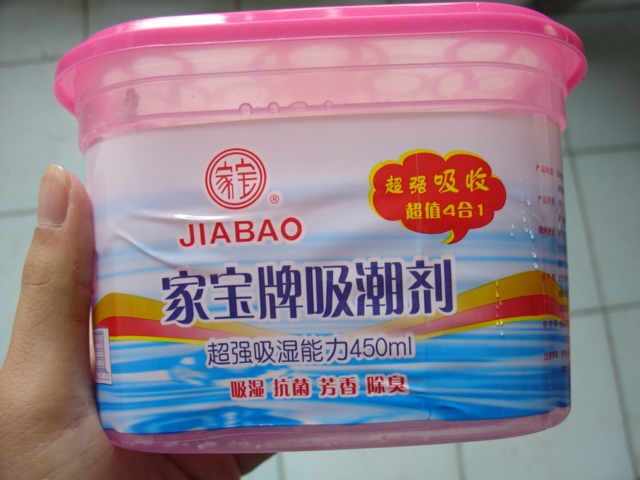 家宝
®
JIABAO
超强吸收
超值4合1
家宝牌吸潮剂
超强吸湿能力450ml
吸湿 抗菌 芳香 除臭